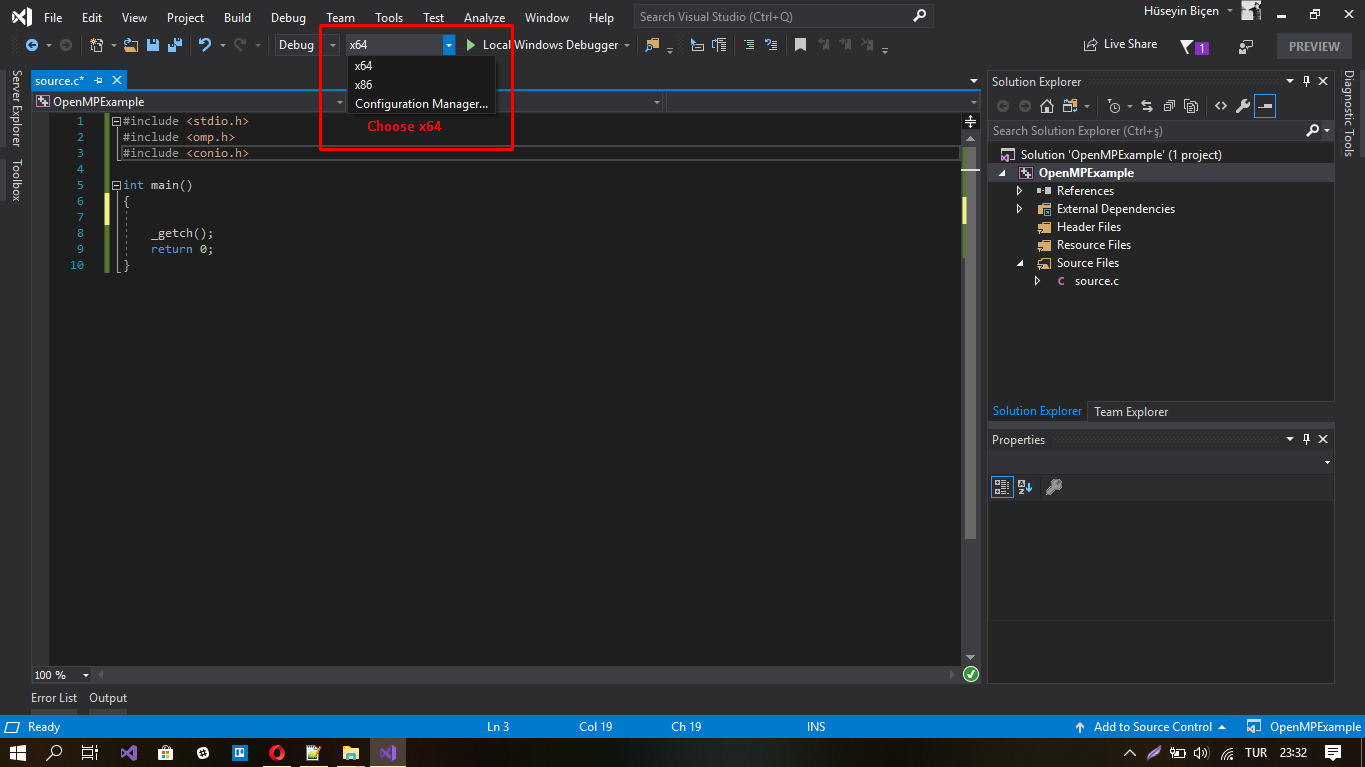 File Edit View Project Build Debug Team Tools Test Analyze Window Help Search Visual Studio (Ctrl+Q) Hüseyin Biçen
Debug x64 Local Windows Debugger Live Share 1 PREVIEW
x64
x86
Configuration Manager...
Choose x64
Server Explorer
Toolbox
source.c*
OpenMPExample
1 #include <stdio.h>
2 #include <omp.h>
3 #include <conio.h>
4
5 int main()
6 {
7
8 _getch();
9 return 0;
10 }
100 %
Solution Explorer
Search Solution Explorer (Ctrl+ş)
Solution 'OpenMPExample' (1 project)
OpenMPExample
References
External Dependencies
Header Files
Resource Files
Source Files
C source.c
Solution Explorer Team Explorer
Properties
Diagnostic Tools
Error List Output
Ready Ln 3 Col 19 Ch 19 INS Add to Source Control OpenMPExample
TUR 23:32